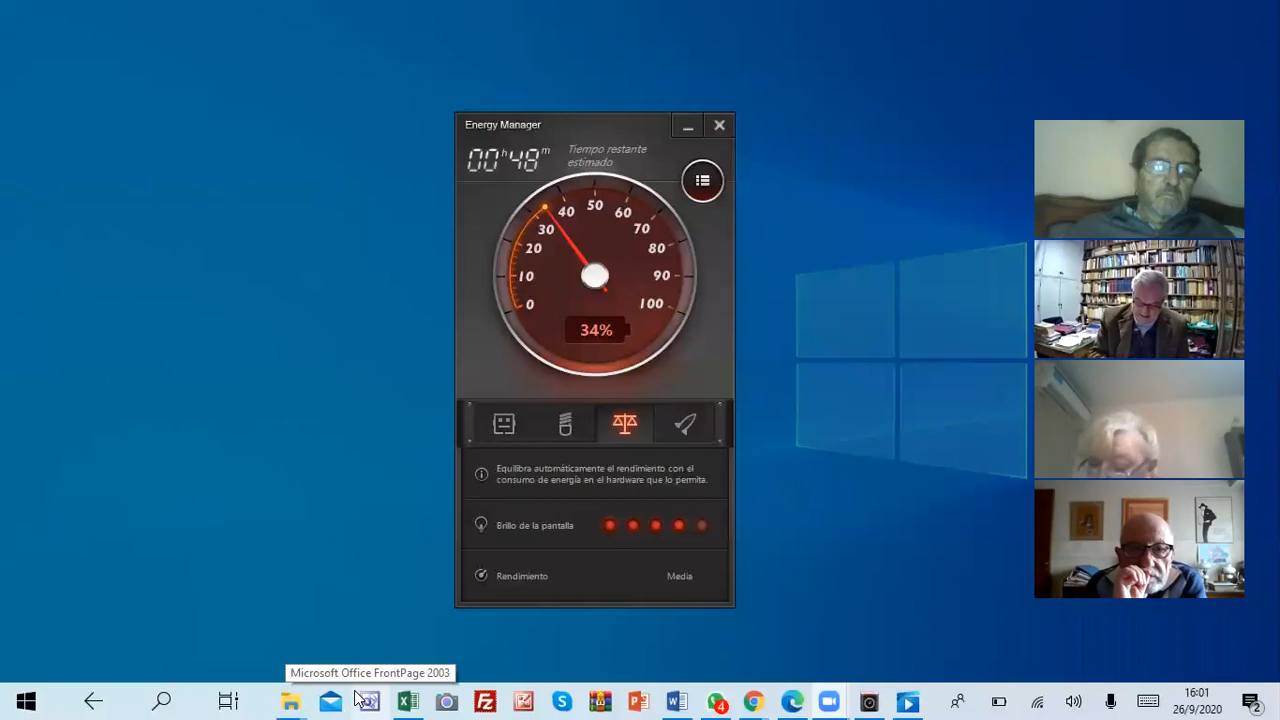 Energy Manager
00h48m
Tiempo restante
estimado
0
10
20
30
40
50
60
70
80
90
100
34%
Equilibra automáticamente el rendimiento con el
consumo de energía en el hardware que lo permita.
Brillo de la pantalla
Rendimiento Media
Microsoft Office FrontPage 2003
4
16:01
26/9/2020
2